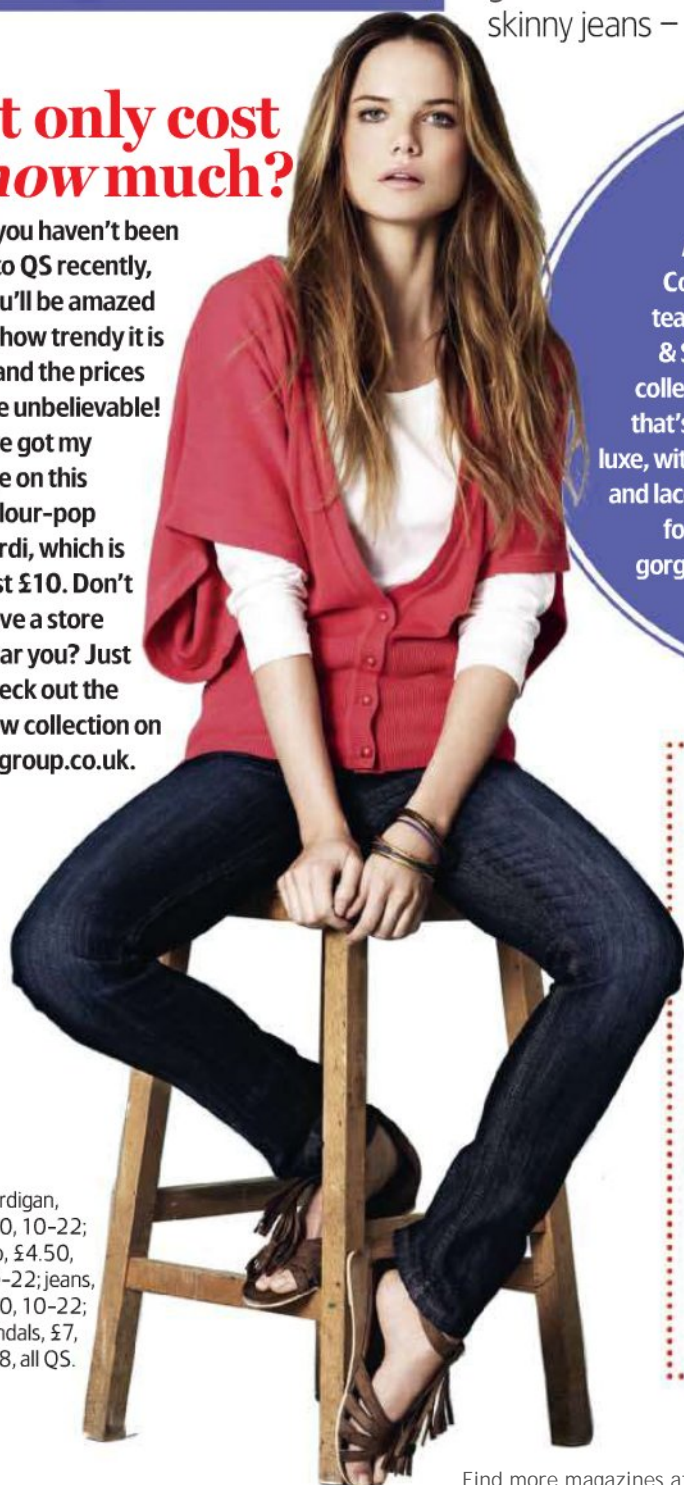 skinny jeans –
t only cost
how much?
you haven't been
to QS recently,
u'll be amazed
how trendy it is
and the prices
e unbelievable!
e got my
e on this
lour-pop
rdi, which is
st £10. Don't
ve a store
ar you? Just
eck out the
w collection on
group.co.uk.
Co
tea
& S
colle
that's
luxe, wit
and lac
fo
gorg
rdigan,
0, 10-22;
o, £4.50,
-22; jeans,
0, 10-22;
ndals, £7,
8, all QS.
Find more magazines at